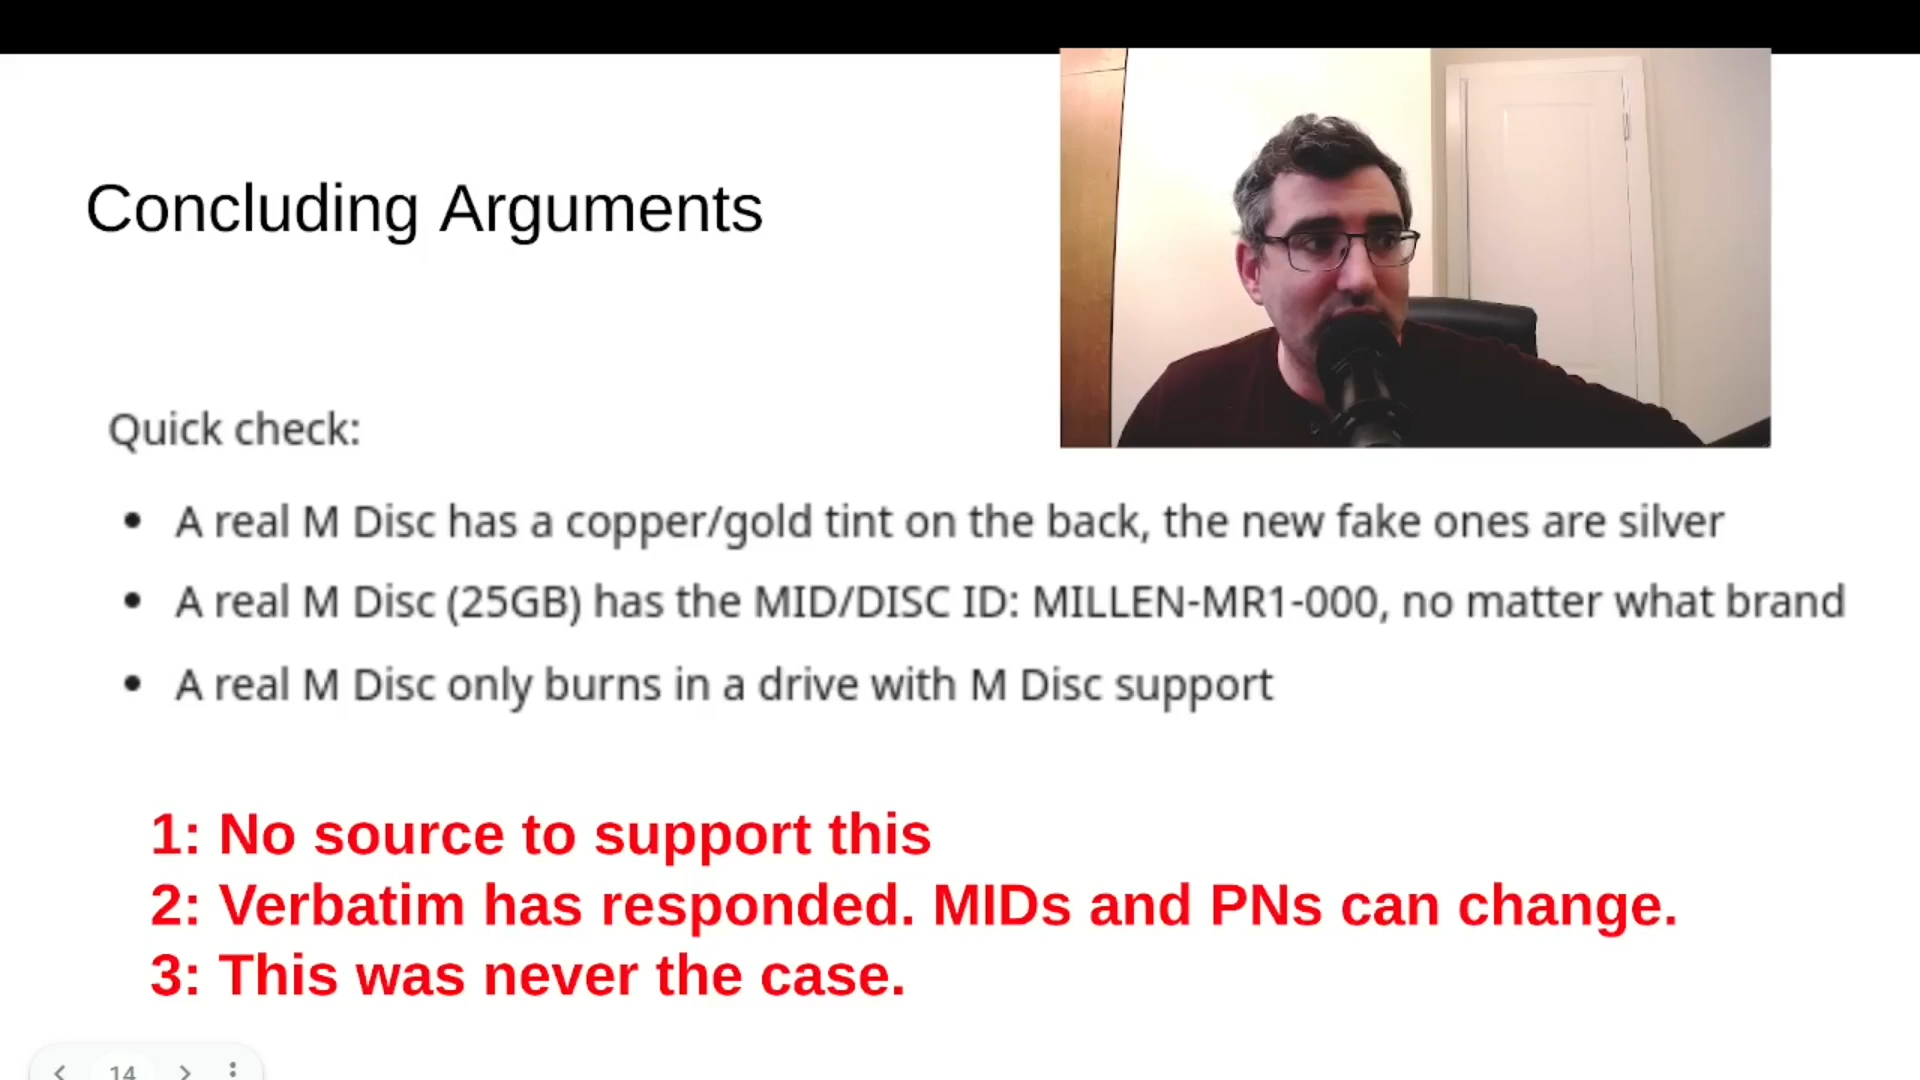 Concluding Arguments
Quick check:
• A real M Disc has a copper/gold tint on the back, the new fake ones are silver
• A real M Disc (25GB) has the MID/DISC ID: MILLEN-MR1-000, no matter what brand
• A real M Disc only burns in a drive with M Disc support
1: No source to support this
2: Verbatim has responded. MIDs and PNs can change.
3: This was never the case.
14